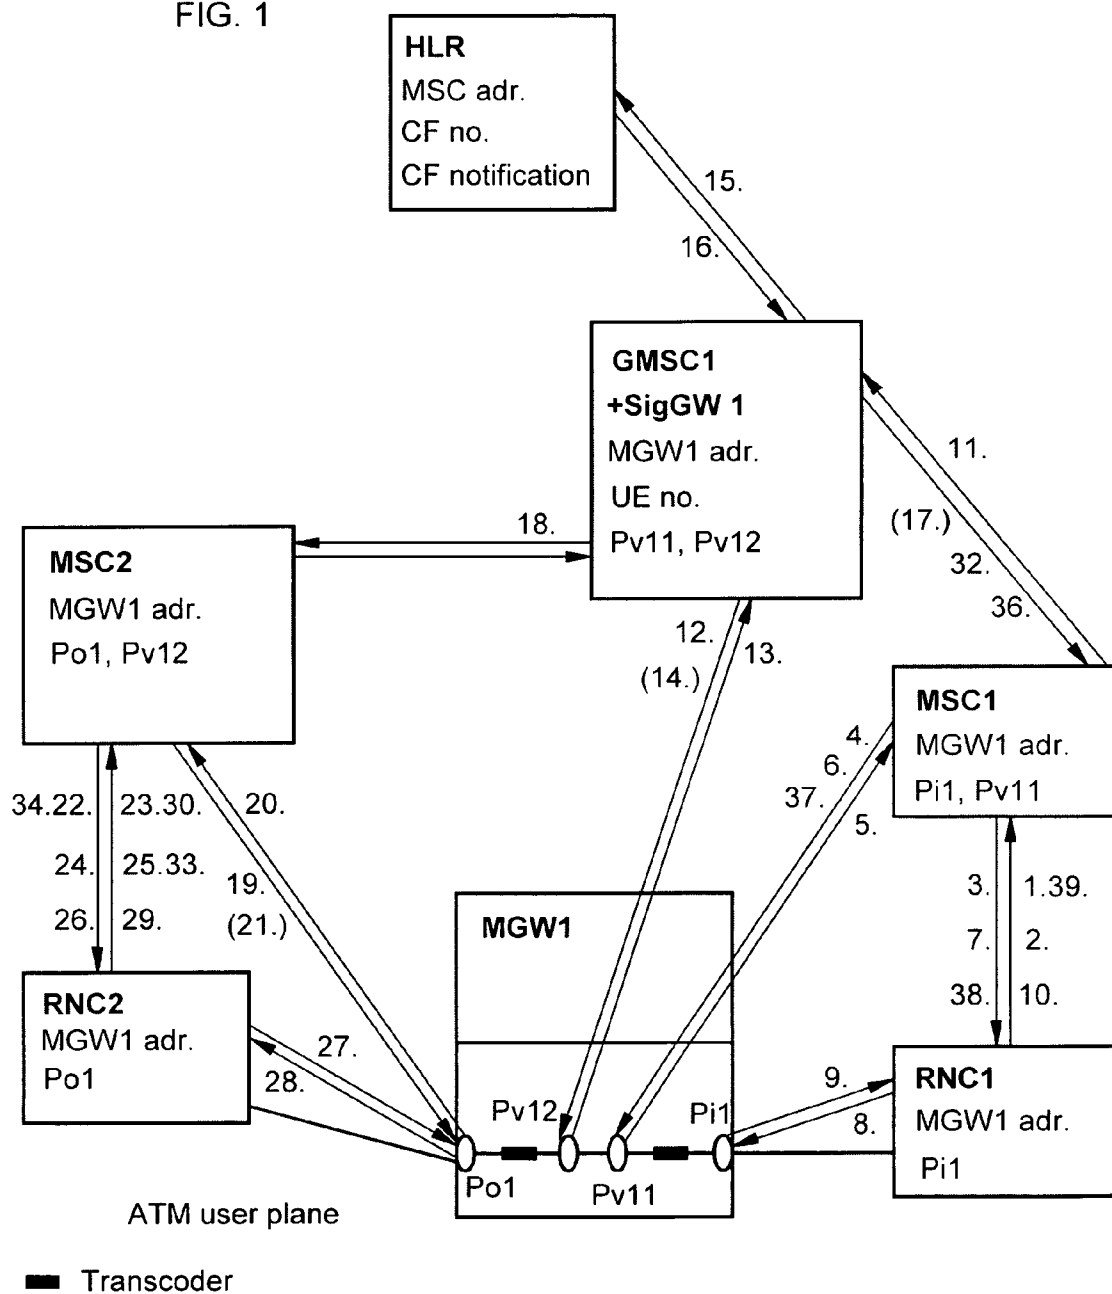 FIG. 1
HLR
MSC adr.
CF no.
CF notification
15.
16.
GMSC1
+SigGW 1
MGW1 adr.
UE no.
Pv11, Pv12
11.
(17.)
32.
36.
18.
MSC2
MGW1 adr.
Po1, Pv12
12.
(14.)
13.
MSC1
MGW1 adr.
Pi1, Pv11
4.
6.
37.
5.
34.22.
23.30.
20.
24.
25.33.
19.
26.
29.
(21.)
3.
1.39.
7.
2.
38.
10.
MGW1
RNC2
MGW1 adr.
Po1
27.
28.
Pv12
Pi1
Po1
Pv11
9.
8.
RNC1
MGW1 adr.
Pi1
ATM user plane
Transcoder